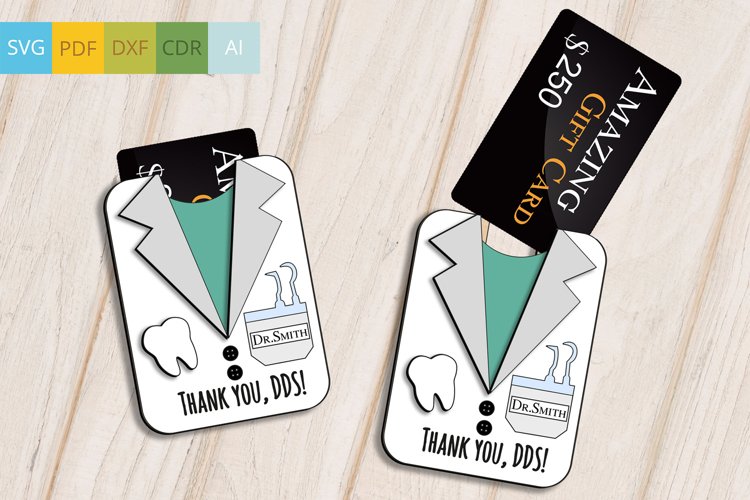 SVG PDF DXF CDR AI
AMAZING
GIFT CARD
$250
DR.SMITH
THANK YOU, DDS!
DR.SMITH
THANK YOU, DDS!